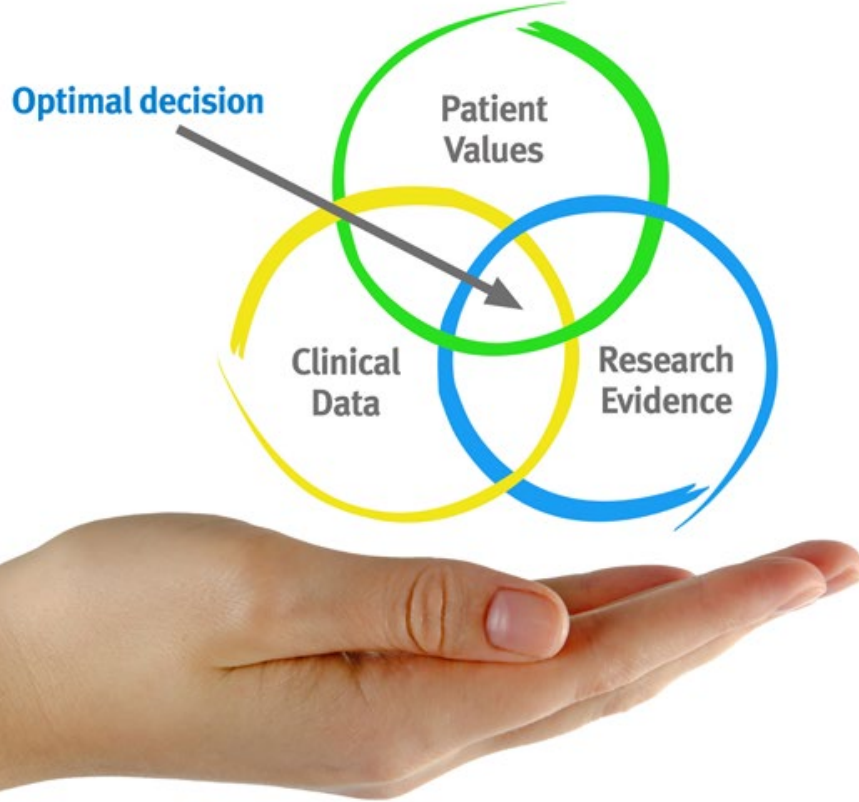 Optimal decision
Patient
Values
Clinical
Data
Research
Evidence